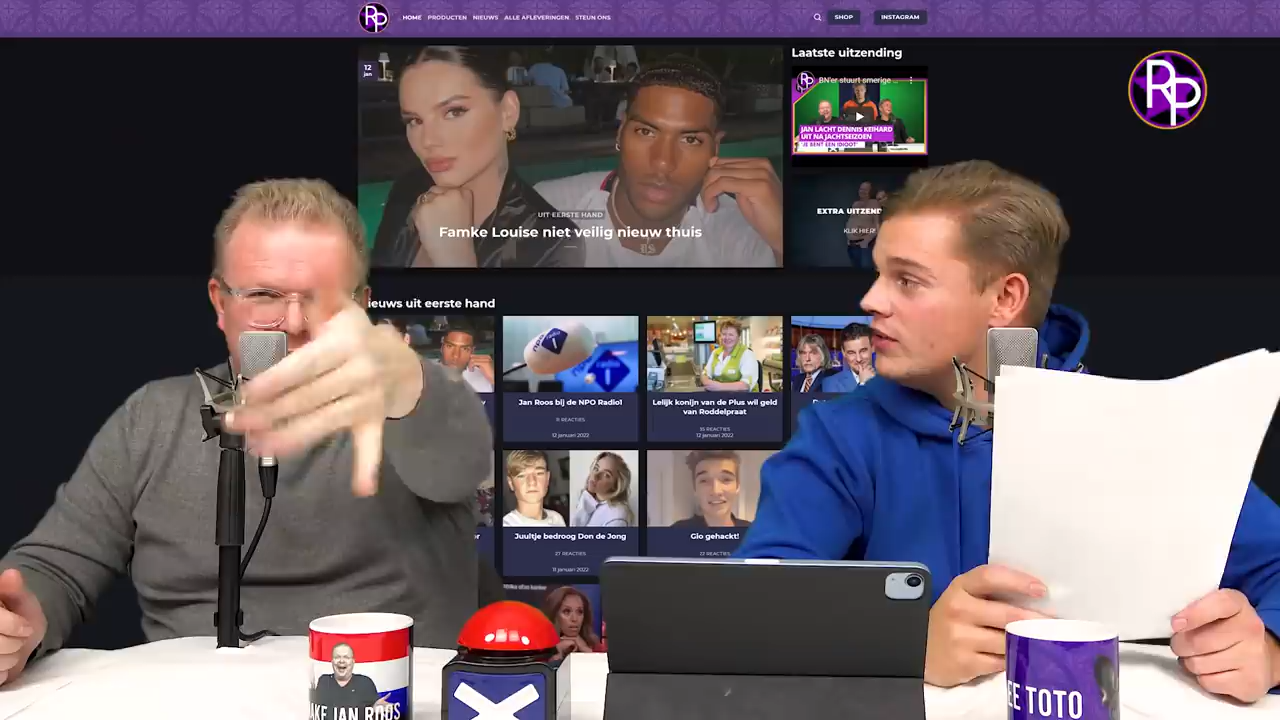 RP
HOME PRODUCTEN NIEUWS ALLE AFLEVERINGEN STEUN ONS
SHOP
INSTAGRAM
12
jan
UIT EERSTE HAND
Famke Louise niet veilig nieuw thuis
Laatste uitzending
BN'er stuurt smerige ...
JAN LACHT DENNIS KEIHARD
UIT NA JACHTSEIZOEN
'JE BENT EEN IDIOOT'
EXTRA UITZEND
KLIK HIER!
RP
ieuws uit eerste hand
Jan Roos bij de NPO Radio1
11 REACTIES
12 januari 2022
Lelijk konijn van de Plus wil geld
van Roddelpraat
35 REACTIES
12 januari 2022
Juultje bedroog Don de Jong
27 REACTIES
11 januari 2022
Gio gehackt!
22 REACTIES
AKE JAN ROOS
EE TOTO